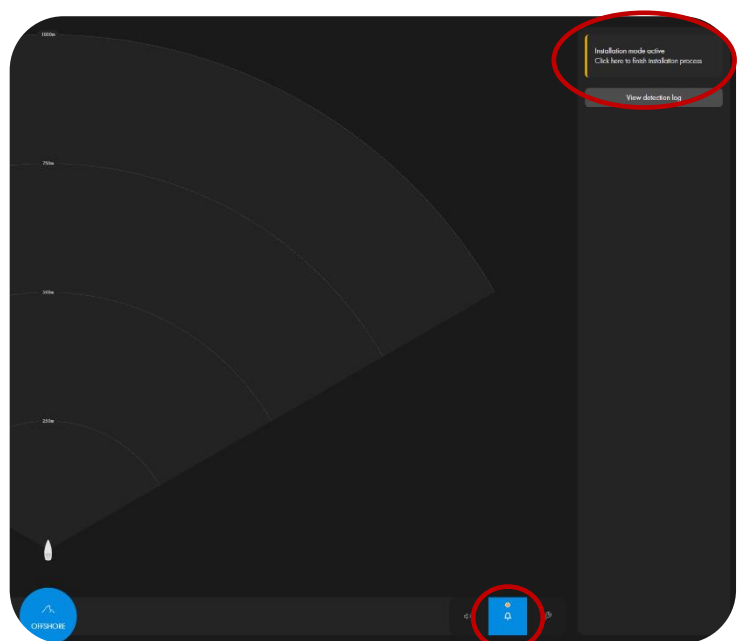 1000m
Installation mode active
Click here to finish installation process
View detection log
750m
500m
250m
OFFSHORE